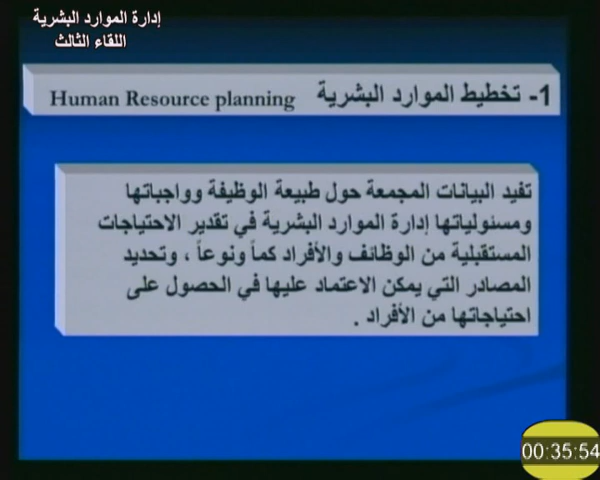 إدارة الموارد البشرية
اللقاء الثالث
1- تخطيط الموارد البشرية Human Resource planning
تفيد البيانات المجمعة حول طبيعة الوظيفة وواجباتها
ومسئولياتها إدارة الموارد البشرية في تقدير الاحتياجات
المستقبلية من الوظائف والأفراد كماً ونوعاً ، وتحديد
المصادر التي يمكن الاعتماد عليها في الحصول على
احتياجاتها من الأفراد .
00:35:54